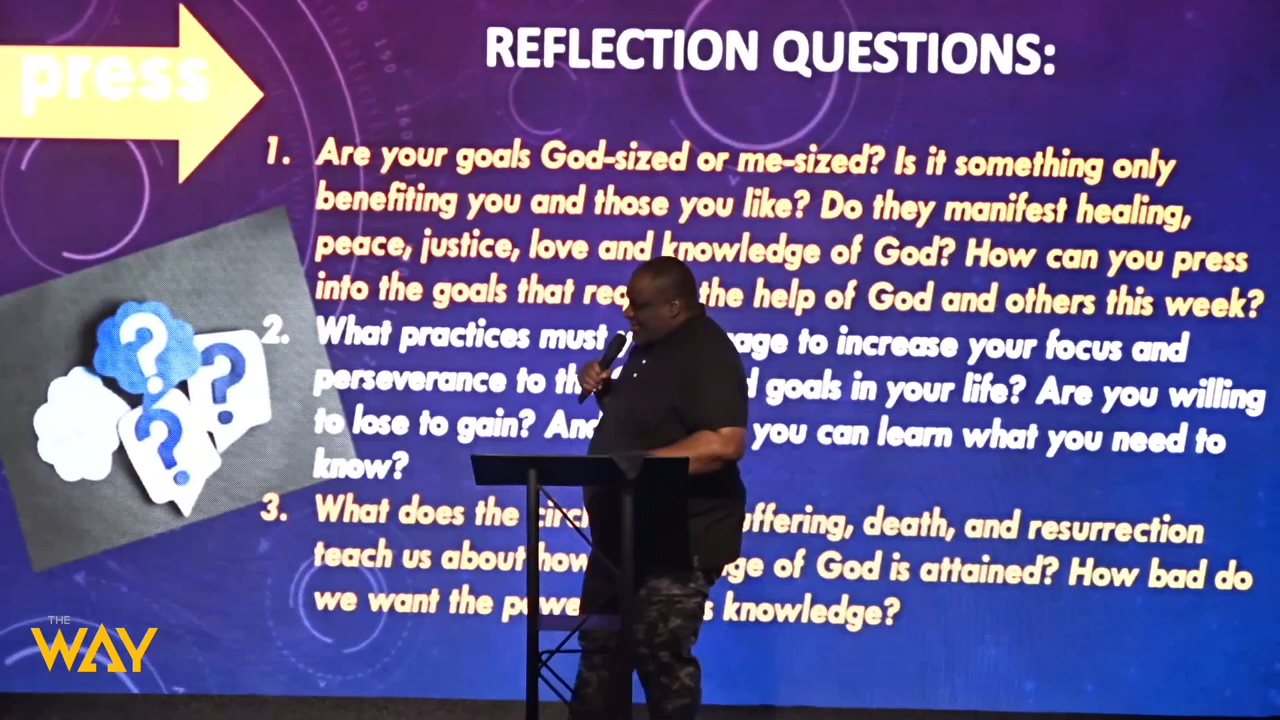 press
REFLECTION QUESTIONS:
1. Are your goals God-sized or me-sized? Is it something only
benefiting you and those you like? Do they manifest healing,
peace, justice, love and knowledge of God? How can you press
into the goals that the help of God and others this week?
2. What practices must to increase your focus and
perseverance to goals in your life? Are you willing
to lose to gain? you can learn what you need to
know?
3. What does the suffering, death, and resurrection
teach us about how of God is attained? How bad do
we want the knowledge?
THE
WAY